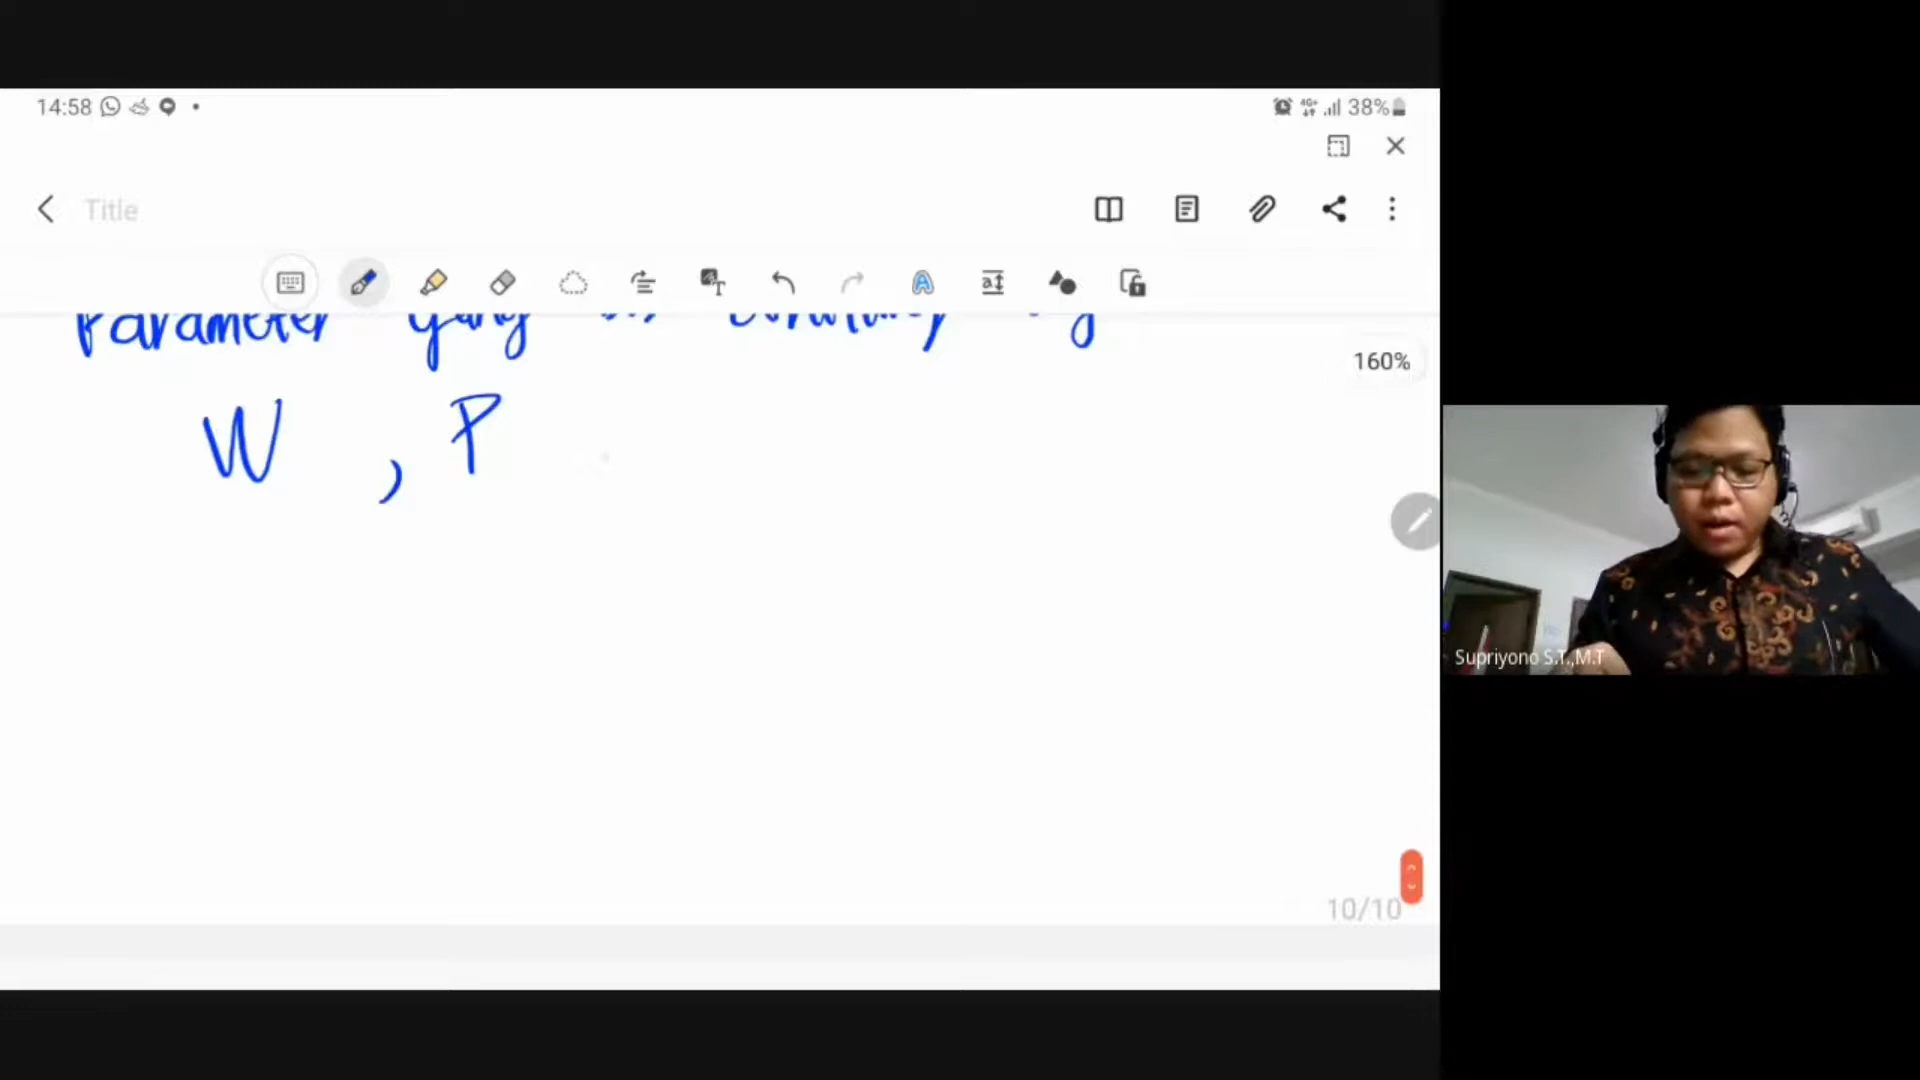 14:58
38%
Title
160%
Parameter yang
W , P
10/10
Supriyono S.T.,M.T